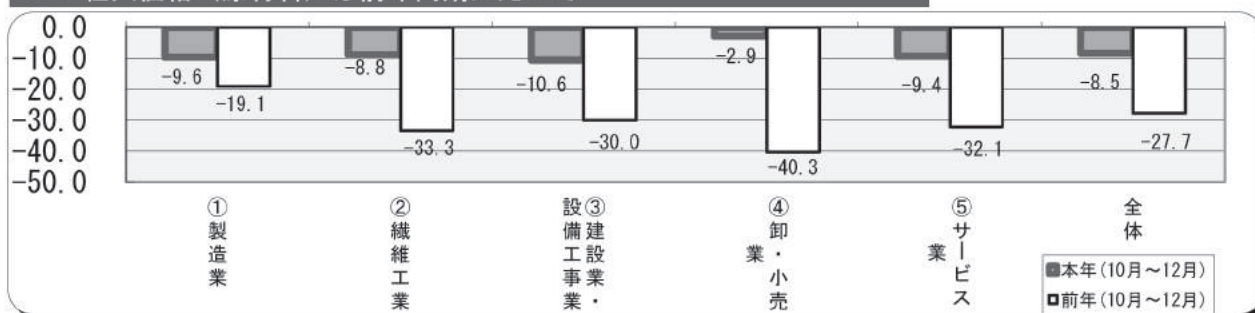 0.0
-10.0
-20.0
-30.0
-40.0
-50.0
-9.6
-19.1
-8.8
-33.3
-10.6
-30.0
-2.9
-40.3
-9.4
-32.1
-8.5
-27.7
①製造業
②繊維工業
③建設業・
設備工事業
④卸・小売
業
⑤サービス
業
全体
本年(10月～12月)
前年(10月～12月)